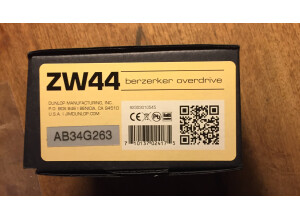 ZW44 berzerker overdrive
DUNLOP MANUFACTURING, INC.
P.O. BOX 846 / BENICIA, CA 94510
U.S.A. / JIMDUNLOP.COM
AB34G263